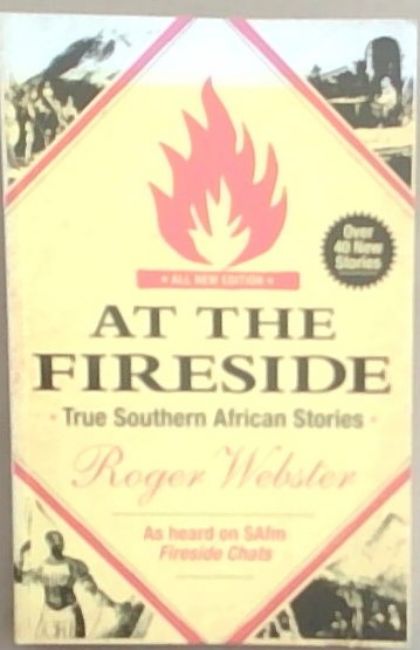 Over
40 New
Stories
• ALL NEW EDITION •
AT THE
FIRESIDE
• True Southern African Stories •
Roger Webster
As heard on SAfm
Fireside Chats